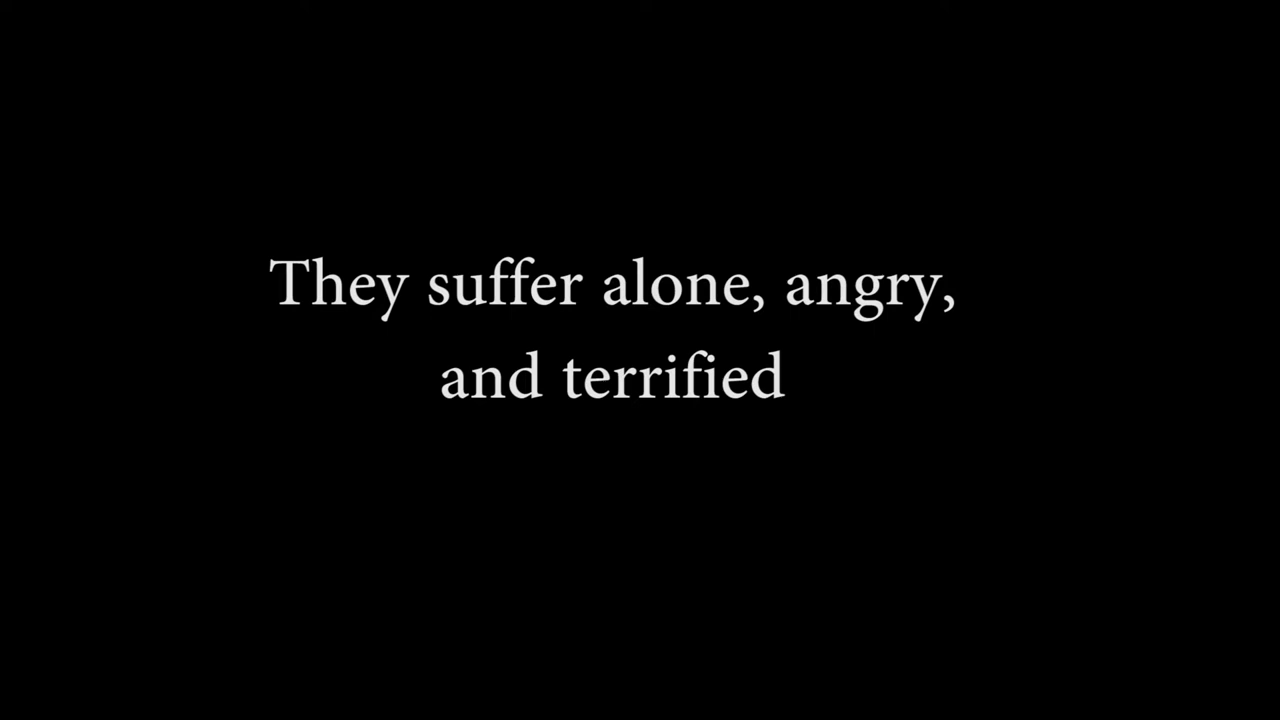 They suffer alone, angry,
and terrified